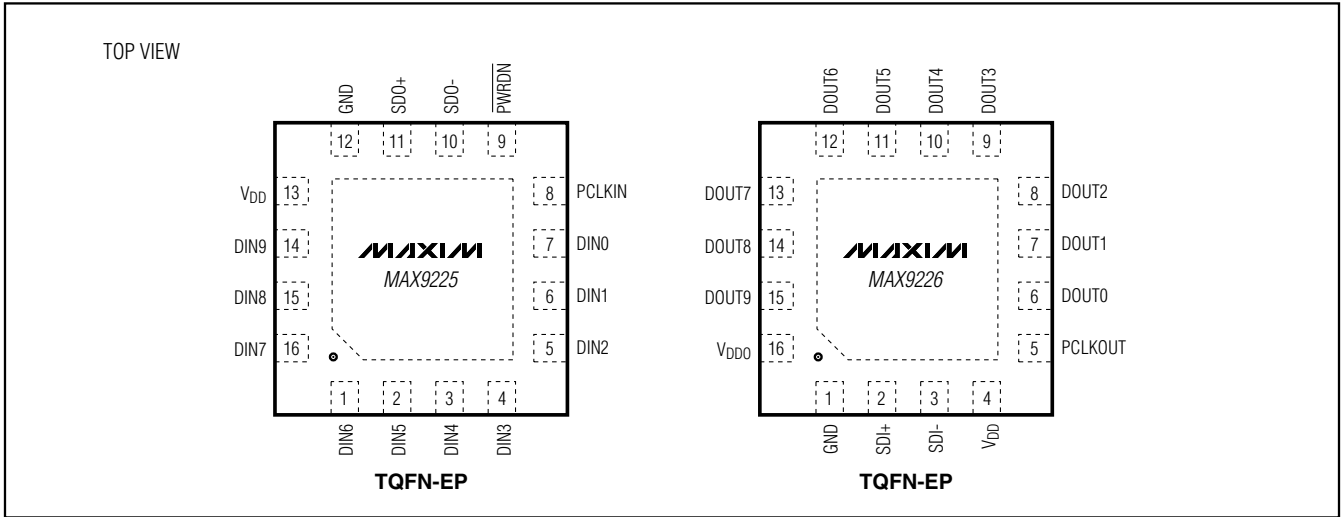 TOP VIEW
GND
SDO+
SDO-
PWRDN
12
11
10
9
VDD 13
DIN9 14
DIN8 15
DIN7 16
8 PCLKIN
7 DIN0
6 DIN1
5 DIN2
MAXIM
MAX9225
1
2
3
4
DIN6
DIN5
DIN4
DIN3
TQFN-EP
DOUT6
DOUT5
DOUT4
DOUT3
12
11
10
9
DOUT7 13
DOUT8 14
DOUT9 15
VDDO 16
8 DOUT2
7 DOUT1
6 DOUT0
5 PCLKOUT
MAXIM
MAX9226
1
2
3
4
GND
SDI+
SDI-
VDD
TQFN-EP